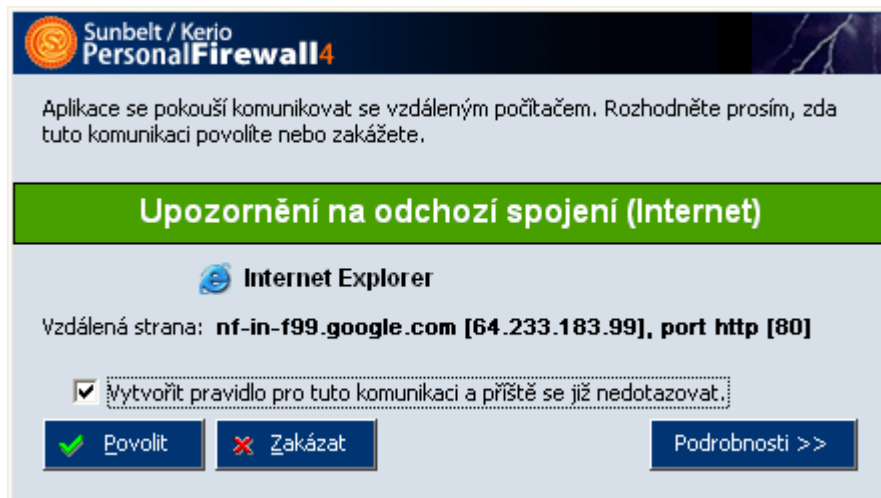 Sunbelt / Kerio
PersonalFirewall4
Aplikace se pokouší komunikovat se vzdáleným počítačem. Rozhodněte prosím, zda
tuto komunikaci povolíte nebo zakážete.
Upozornění na odchozí spojení (Internet)
Internet Explorer
Vzdálená strana: nf-in-f99.google.com [64.233.183.99], port http [80]
Vytvořit pravidlo pro tuto komunikaci a příště se již nedotazovat.
Povolit Zakázat Podrobnosti >>